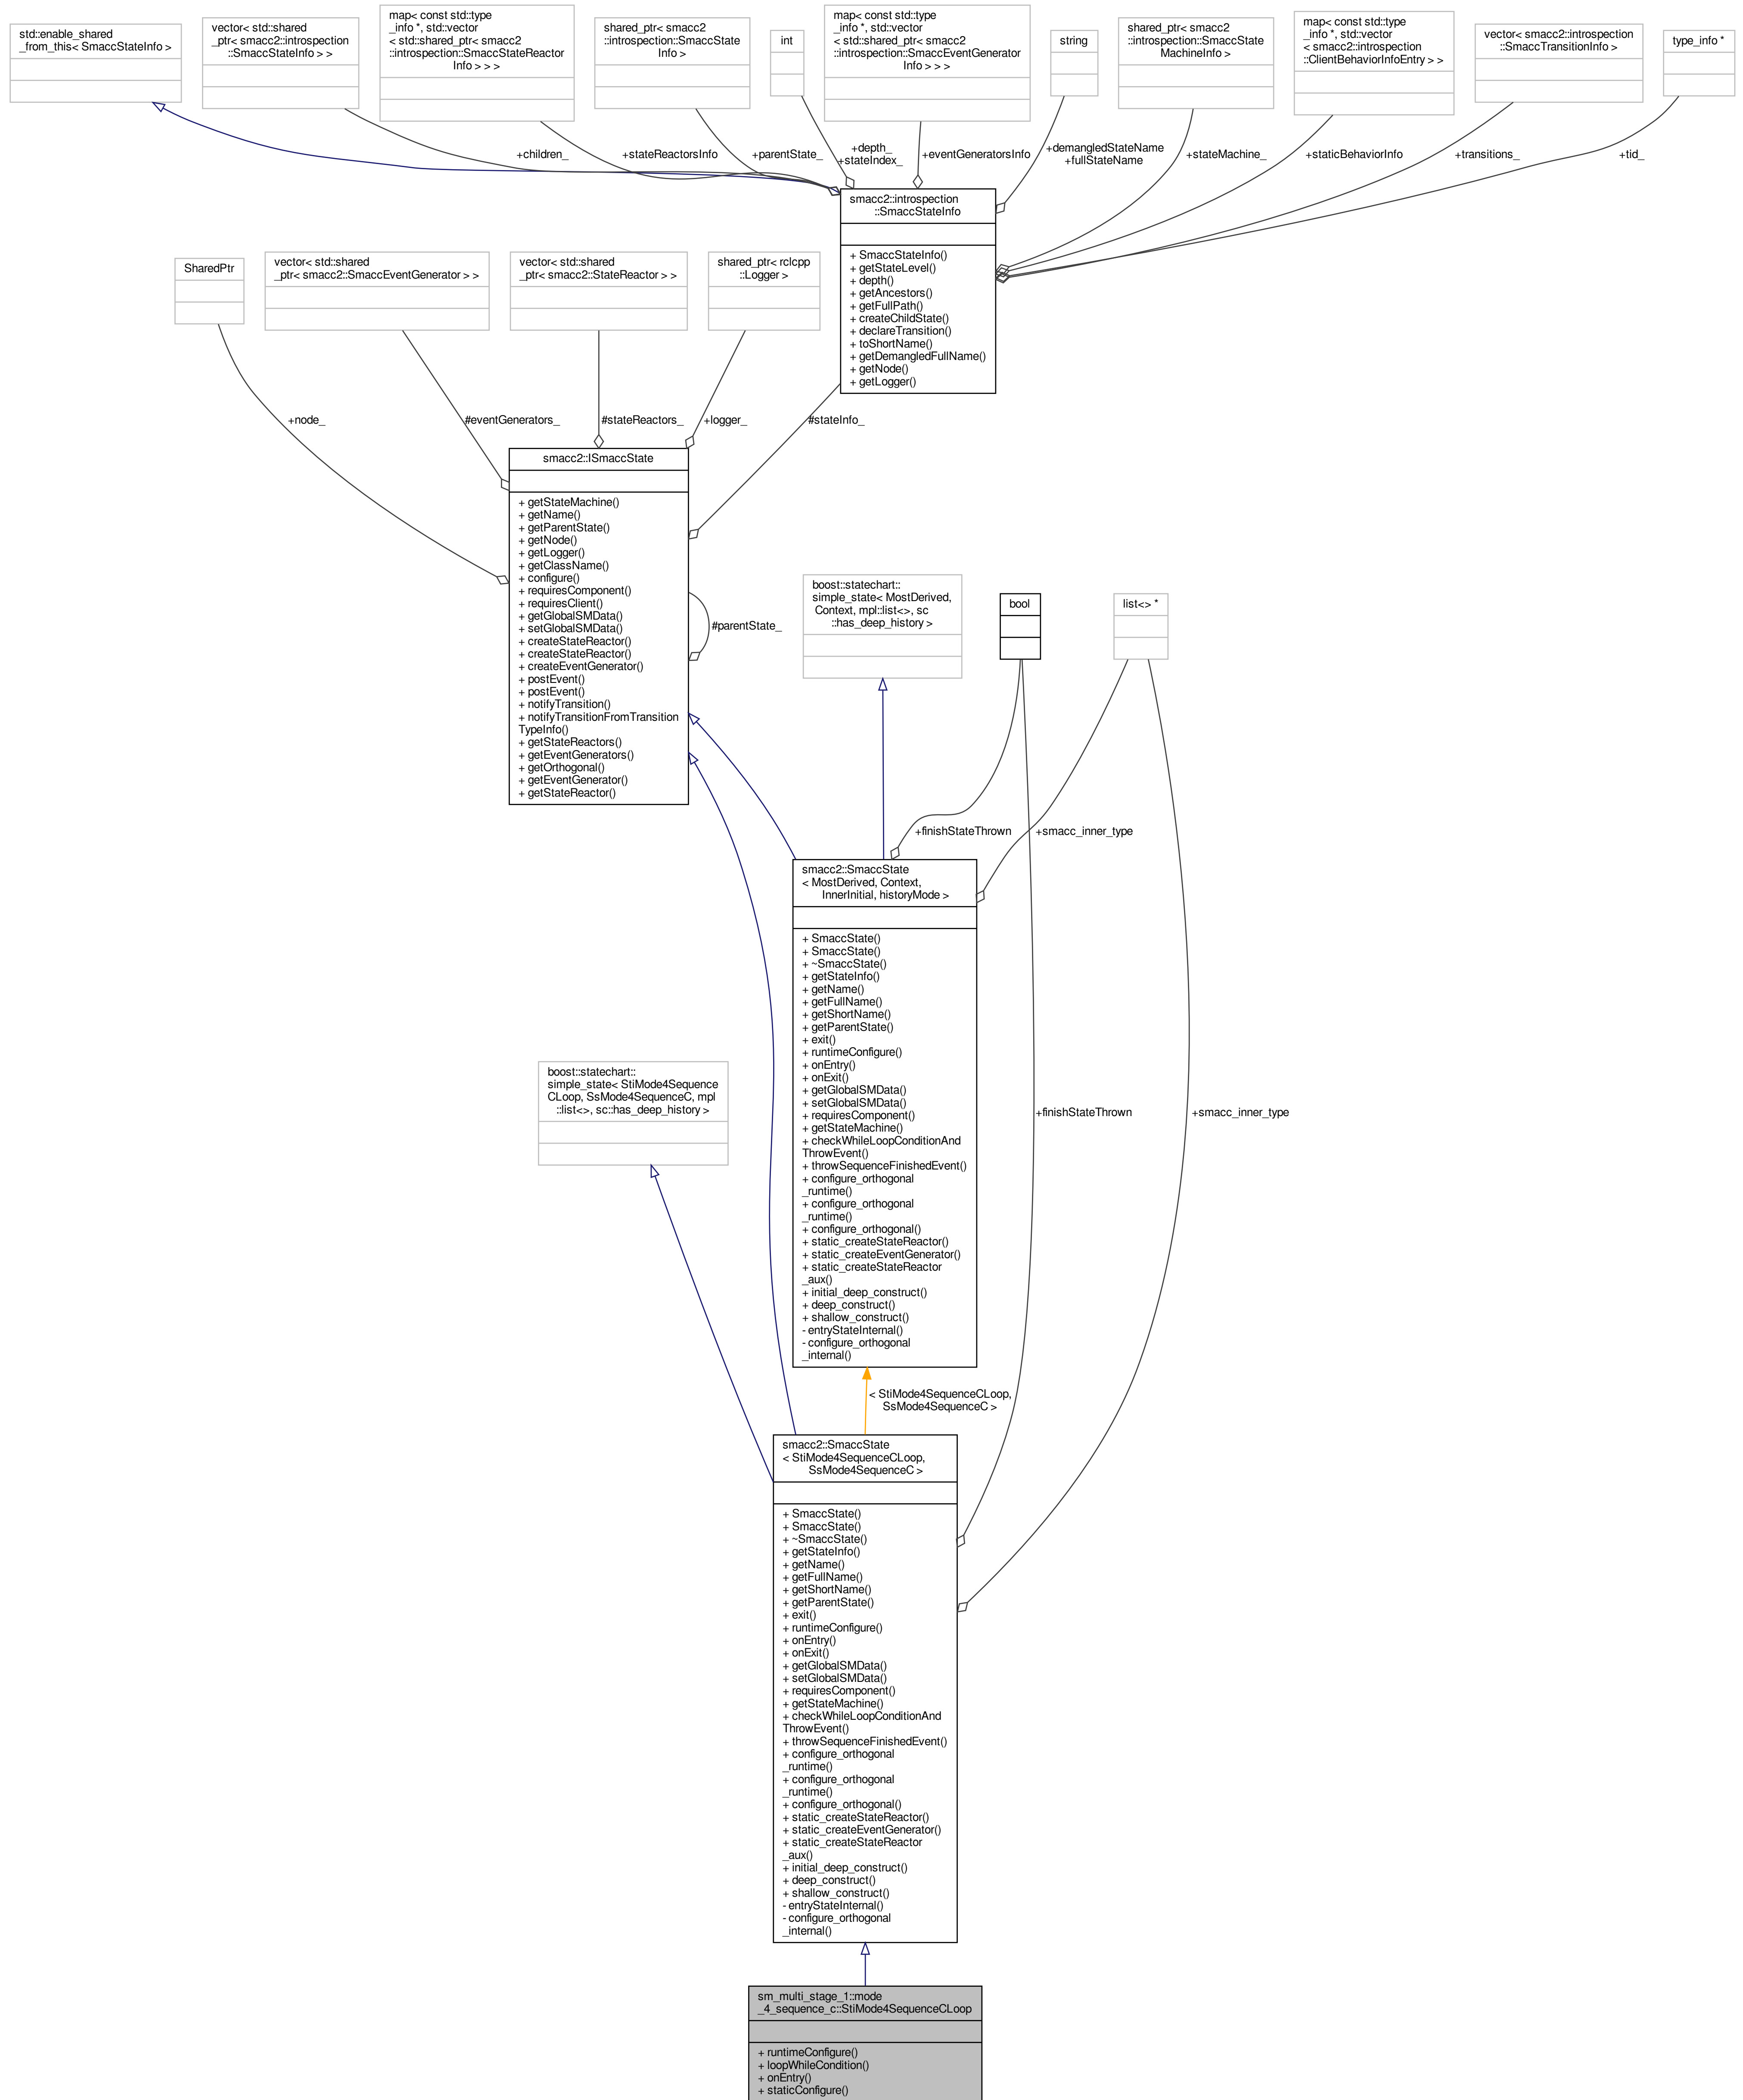 std::enable_shared
_from_this< SmaccStateInfo >
vector< std::shared
_ptr< smacc2::introspection
::SmaccStateInfo > >
map< const std::type
_info *, std::vector
< std::shared_ptr< smacc2
::introspection::SmaccStateReactor
Info > > >
shared_ptr< smacc2
::introspection::SmaccState
Info >
int
map< const std::type
_info *, std::vector
< std::shared_ptr< smacc2
::introspection::SmaccEventGenerator
Info > > >
string
shared_ptr< smacc2
::introspection::SmaccState
MachineInfo >
map< const std::type
_info *, std::vector
< smacc2::introspection
::ClientBehaviorInfoEntry > >
vector< smacc2::introspection
::SmaccTransitionInfo >
type_info *
+children_
+stateReactorsInfo
+parentState_
+depth_
+stateIndex_
+eventGeneratorsInfo
+demangledStateName
+fullStateName
+stateMachine_
+staticBehaviorInfo
+transitions_
+tid_
smacc2::introspection
::SmaccStateInfo
+ SmaccStateInfo()
+ getStateLevel()
+ depth()
+ getAncestors()
+ getFullPath()
+ createChildState()
+ declareTransition()
+ toShortName()
+ getDemangledFullName()
+ getNode()
+ getLogger()
SharedPtr
vector< std::shared
_ptr< smacc2::SmaccEventGenerator > >
vector< std::shared
_ptr< smacc2::StateReactor > >
shared_ptr< rclcpp
::Logger >
+node_
#eventGenerators_
#stateReactors_
+logger_
#stateInfo_
smacc2::ISmaccState
+ getStateMachine()
+ getName()
+ getParentState()
+ getNode()
+ getLogger()
+ getClassName()
+ configure()
+ requiresComponent()
+ requiresClient()
+ getGlobalSMData()
+ setGlobalSMData()
+ createStateReactor()
+ createStateReactor()
+ createEventGenerator()
+ postEvent()
+ postEvent()
+ notifyTransition()
+ notifyTransitionFromTransition
TypeInfo()
+ getStateReactors()
+ getEventGenerators()
+ getOrthogonal()
+ getEventGenerator()
+ getStateReactor()
#parentState_
boost::statechart::
simple_state< MostDerived,
Context, mpl::list<>, sc
::has_deep_history >
bool
list<> *
+finishStateThrown
+smacc_inner_type
smacc2::SmaccState
< MostDerived, Context,
InnerInitial, historyMode >
+ SmaccState()
+ SmaccState()
+ ~SmaccState()
+ getStateInfo()
+ getName()
+ getFullName()
+ getShortName()
+ getParentState()
+ exit()
+ runtimeConfigure()
+ onEntry()
+ onExit()
+ getGlobalSMData()
+ setGlobalSMData()
+ requiresComponent()
+ getStateMachine()
+ checkWhileLoopConditionAnd
ThrowEvent()
+ throwSequenceFinishedEvent()
+ configure_orthogonal
_runtime()
+ configure_orthogonal
_runtime()
+ configure_orthogonal()
+ static_createStateReactor()
+ static_createEventGenerator()
+ static_createStateReactor
_aux()
+ initial_deep_construct()
+ deep_construct()
+ shallow_construct()
- entryStateInternal()
- configure_orthogonal
_internal()
boost::statechart::
simple_state< StiMode4Sequence
CLoop, SsMode4SequenceC, mpl
::list<>, sc::has_deep_history >
+finishStateThrown
+smacc_inner_type
< StiMode4SequenceCLoop,
SsMode4SequenceC >
smacc2::SmaccState
< StiMode4SequenceCLoop,
SsMode4SequenceC >
+ SmaccState()
+ SmaccState()
+ ~SmaccState()
+ getStateInfo()
+ getName()
+ getFullName()
+ getShortName()
+ getParentState()
+ exit()
+ runtimeConfigure()
+ onEntry()
+ onExit()
+ getGlobalSMData()
+ setGlobalSMData()
+ requiresComponent()
+ getStateMachine()
+ checkWhileLoopConditionAnd
ThrowEvent()
+ throwSequenceFinishedEvent()
+ configure_orthogonal
_runtime()
+ configure_orthogonal
_runtime()
+ configure_orthogonal()
+ static_createStateReactor()
+ static_createEventGenerator()
+ static_createStateReactor
_aux()
+ initial_deep_construct()
+ deep_construct()
+ shallow_construct()
- entryStateInternal()
- configure_orthogonal
_internal()
sm_multi_stage_1::mode
_4_sequence_c::StiMode4SequenceCLoop
+ runtimeConfigure()
+ loopWhileCondition()
+ onEntry()
+ staticConfigure()